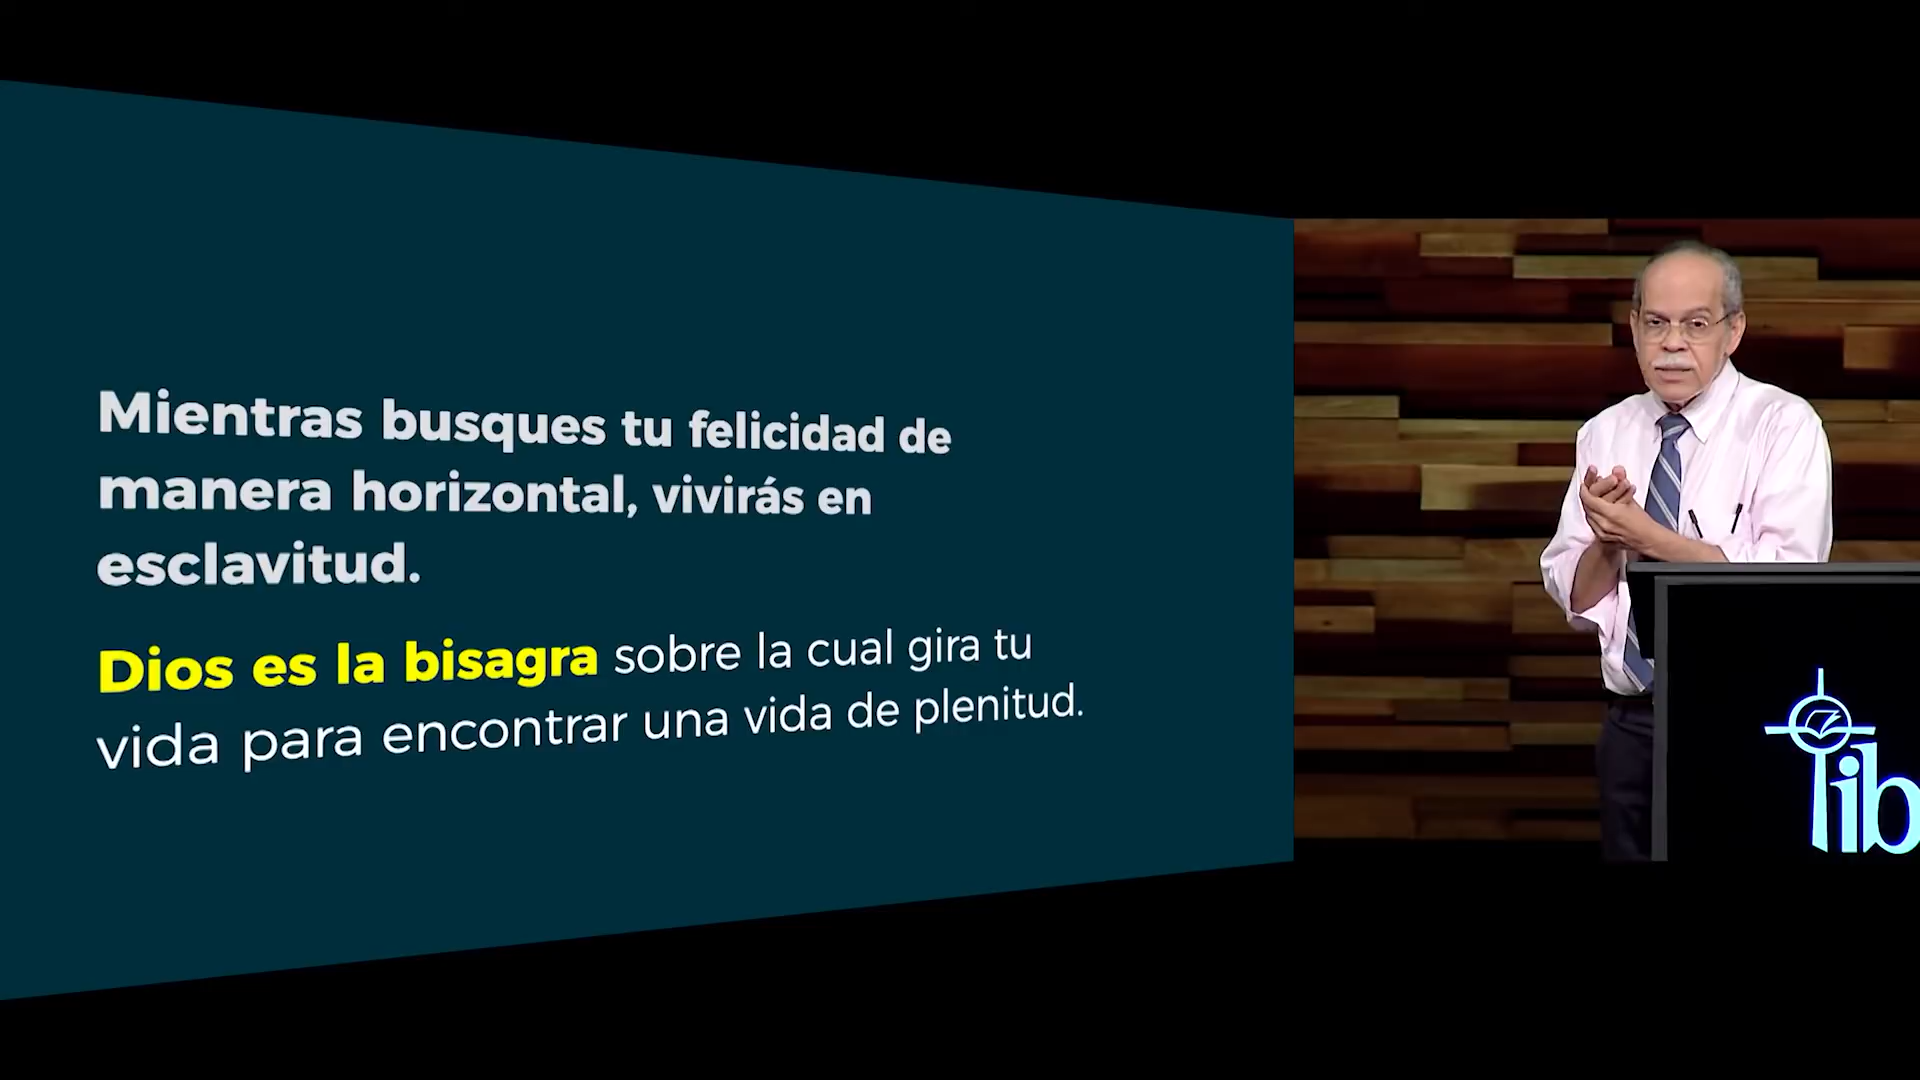 Mientras busques tu felicidad de
manera horizontal, vivirás en
esclavitud.
Dios es la bisagra sobre la cual gira tu
vida para encontrar una vida de plenitud.
ib